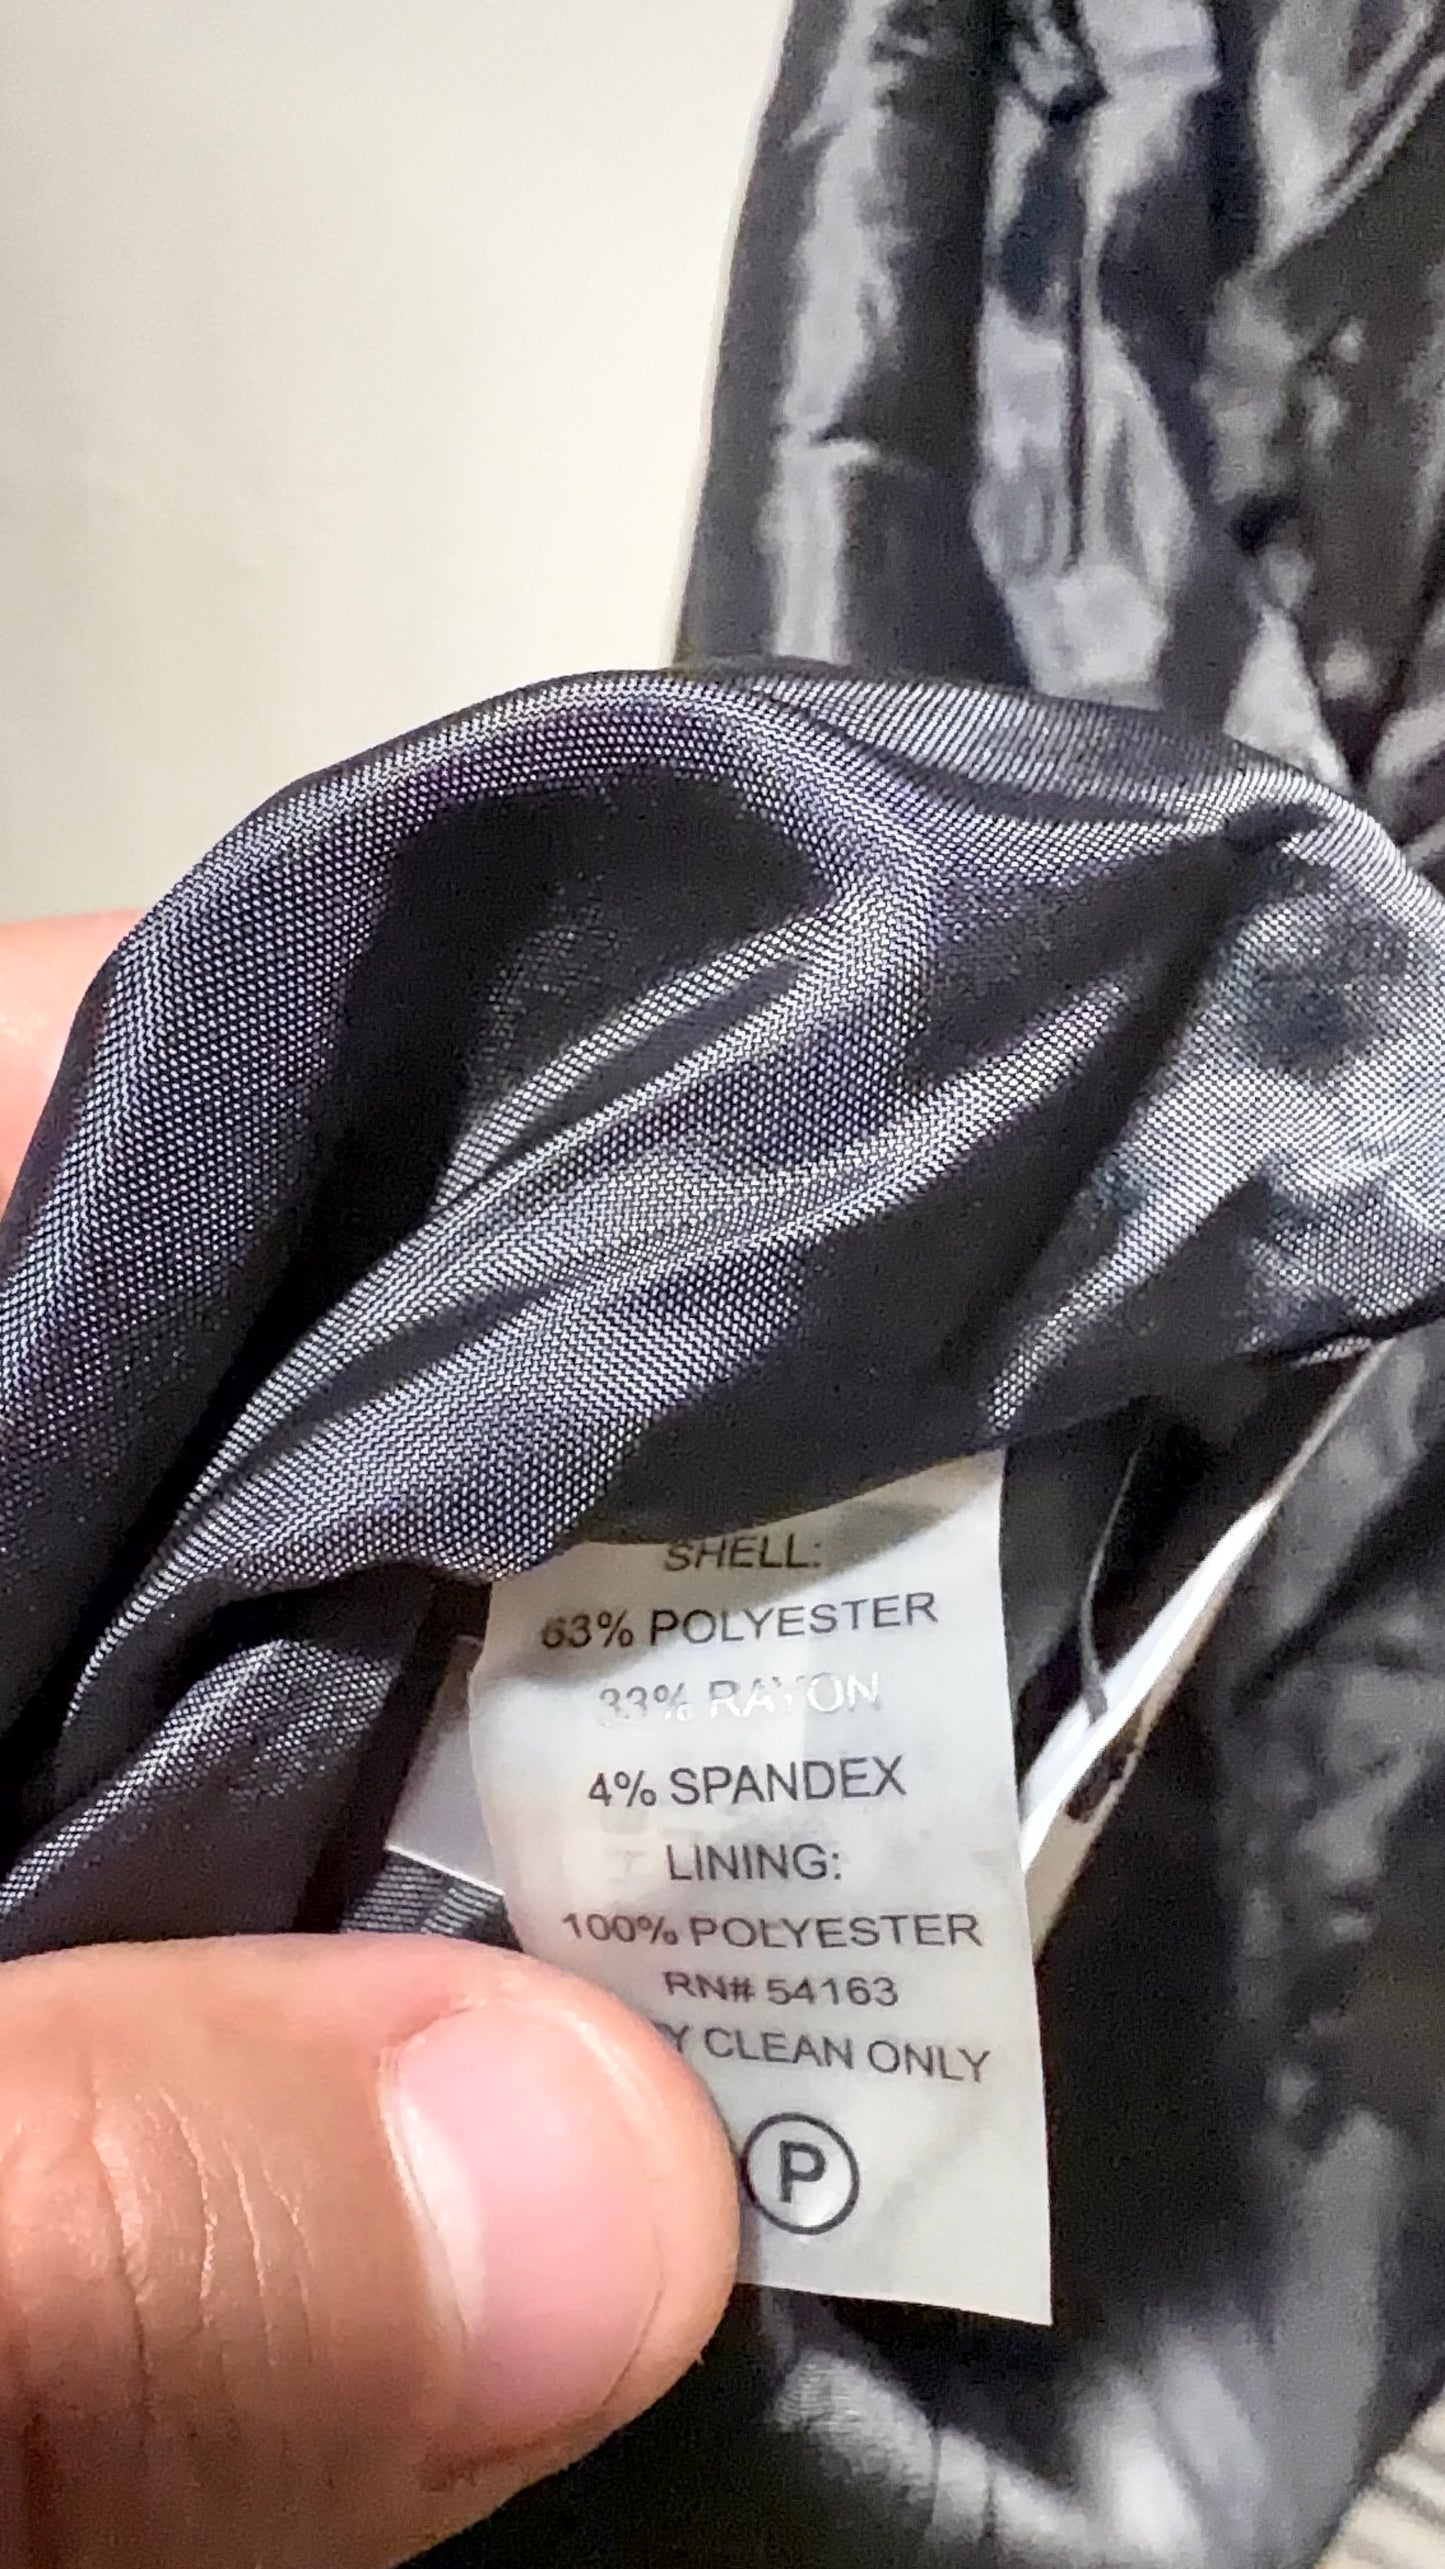 SHELL:
63% POLYESTER
33% RAYON
4% SPANDEX
LINING:
100% POLYESTER
RN# 54163
Y CLEAN ONLY
P